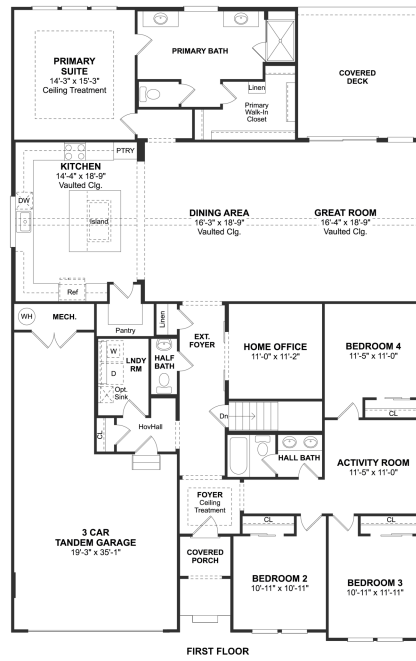 PRIMARY
SUITE
14'-3" x 15'-3"
Ceiling Treatment
PRIMARY BATH
Linen
Primary
Walk-In
Closet
COVERED
DECK
PTRY
KITCHEN
14'-4" x 18'-9"
Vaulted Clg.
DW
Island
Ref
DINING AREA
16'-3" x 18'-9"
Vaulted Clg.
GREAT ROOM
16'-4" x 18'-9"
Vaulted Clg.
WH
MECH.
Pantry
Linen
EXT.
FOYER
HOME OFFICE
11'-0" x 11'-2"
BEDROOM 4
11'-5" x 11'-0"
W
D
Opt.
Sink
LNDY
RM
HALF
BATH
CL
Dn
CL
HovHall
HALL BATH
ACTIVITY ROOM
11'-5" x 11'-0"
FOYER
Ceiling
Treatment
3 CAR
TANDEM GARAGE
19'-3" x 35'-1"
COVERED
PORCH
CL
CL
BEDROOM 2
10'-11" x 10'-11"
BEDROOM 3
10'-11" x 11'-11"
FIRST FLOOR